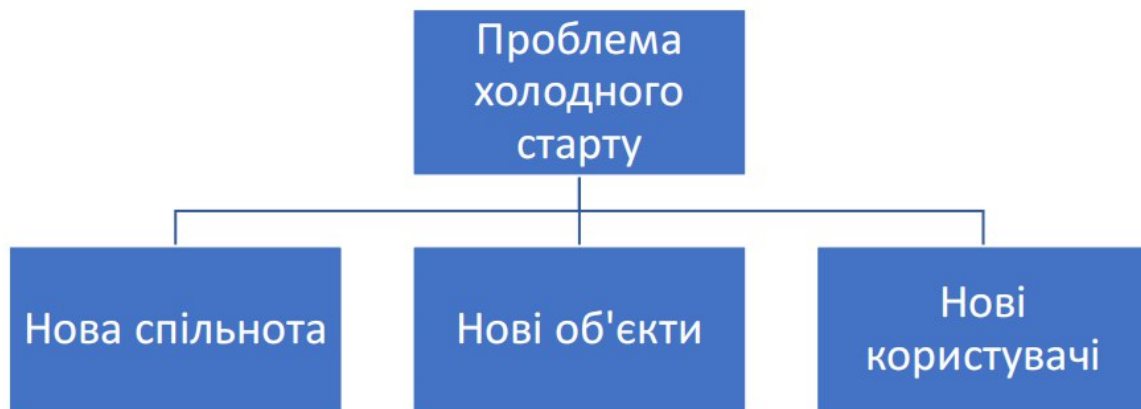 Проблема
холодного
старту
Нова спільнота
Нові об'єкти
Нові
користувачі